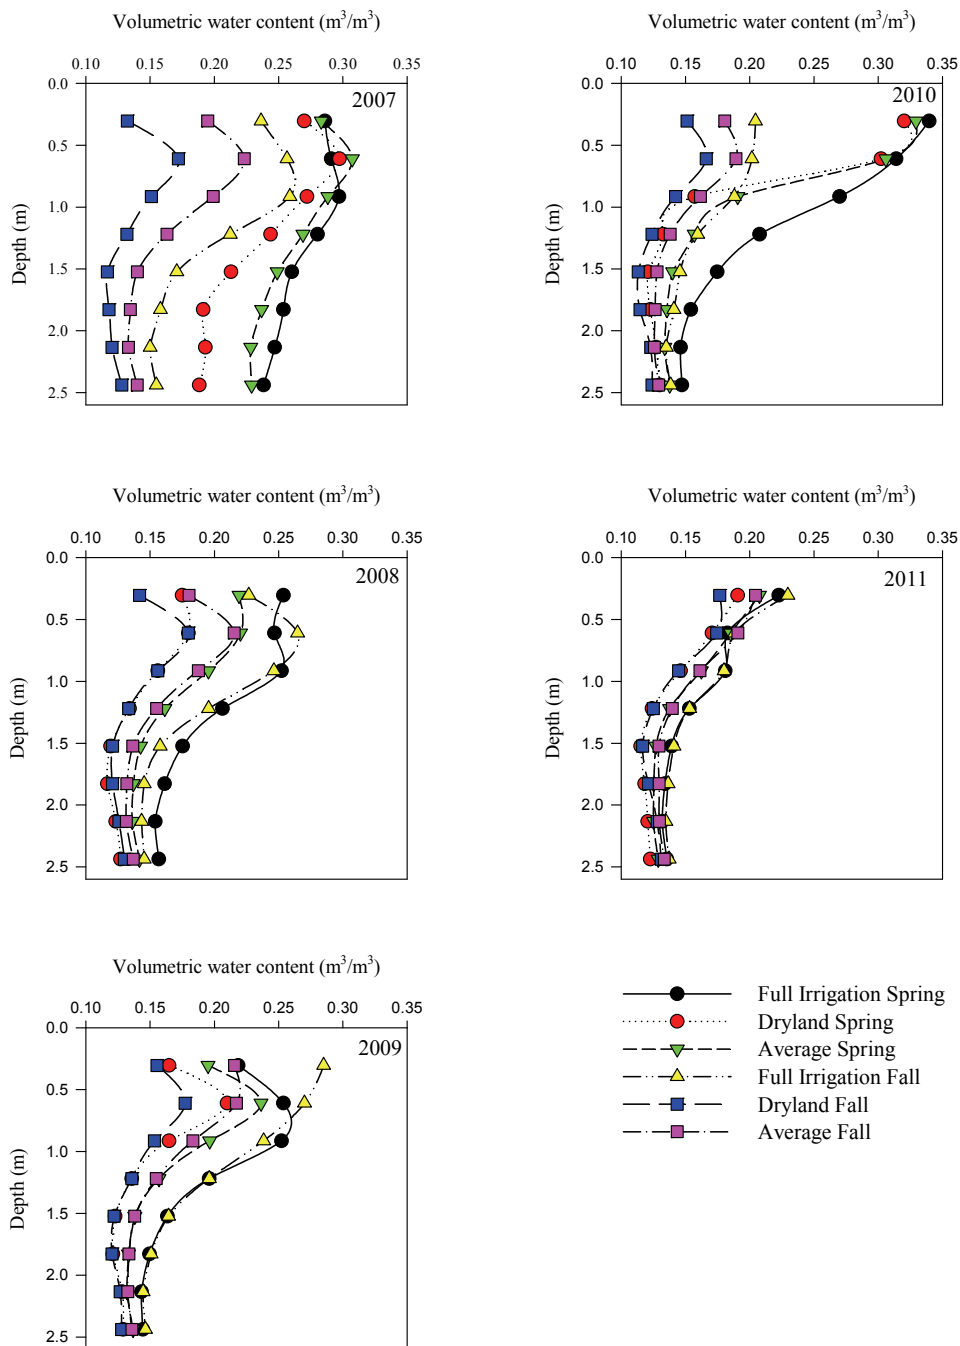 Volumetric water content (m³/m³)
0.10 0.15 0.20 0.25 0.30 0.35
2007
Depth (m)
0.0
0.5
1.0
1.5
2.0
2.5
Volumetric water content (m³/m³)
0.10 0.15 0.20 0.25 0.30 0.35
2010
Depth (m)
0.0
0.5
1.0
1.5
2.0
2.5
Volumetric water content (m³/m³)
0.10 0.15 0.20 0.25 0.30 0.35
2008
Depth (m)
0.0
0.5
1.0
1.5
2.0
2.5
Volumetric water content (m³/m³)
0.10 0.15 0.20 0.25 0.30 0.35
2011
Depth (m)
0.0
0.5
1.0
1.5
2.0
2.5
Volumetric water content (m³/m³)
0.10 0.15 0.20 0.25 0.30 0.35
2009
Depth (m)
0.0
0.5
1.0
1.5
2.0
2.5
Full Irrigation Spring
Dryland Spring
Average Spring
Full Irrigation Fall
Dryland Fall
Average Fall